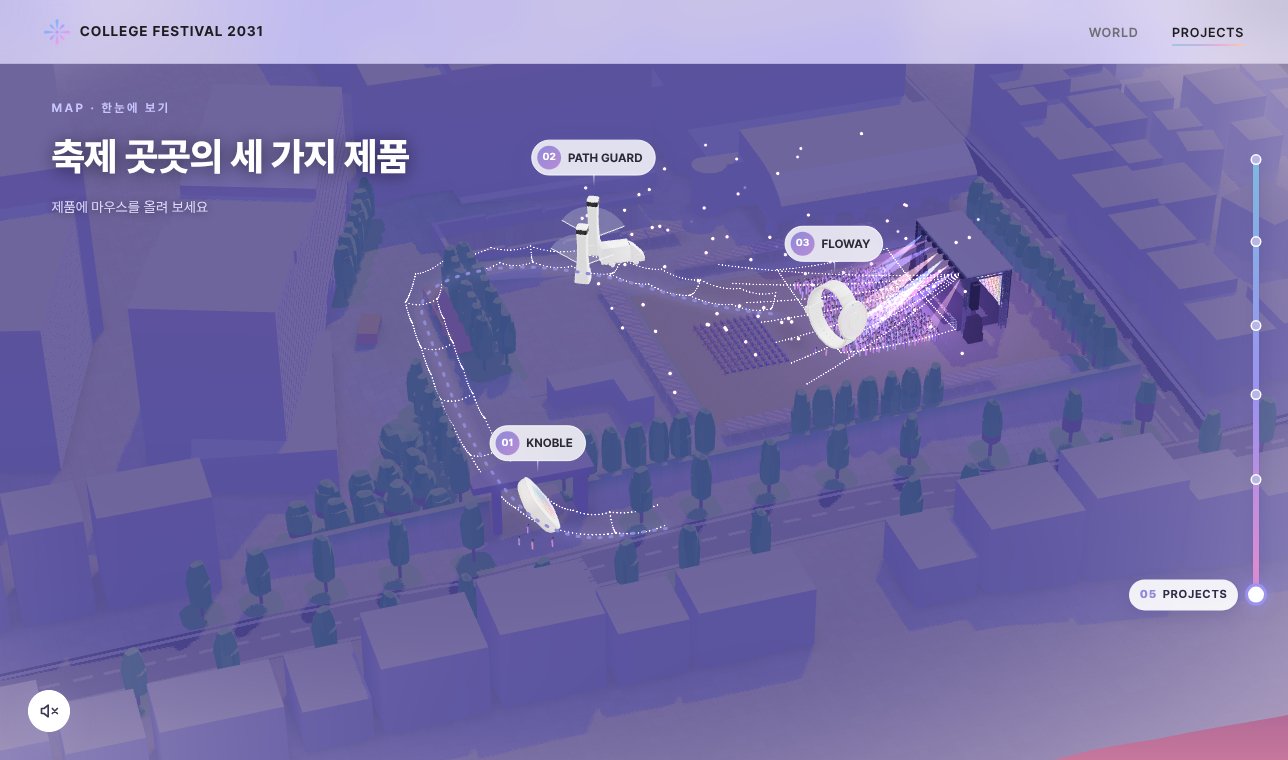 COLLEGE FESTIVAL 2031
WORLD
PROJECTS
MAP · 한눈에 보기
축제 곳곳의 세 가지 제품
제품에 마우스를 올려 보세요
02 PATH GUARD
03 FLOWAY
01 KNOBLE
05 PROJECTS